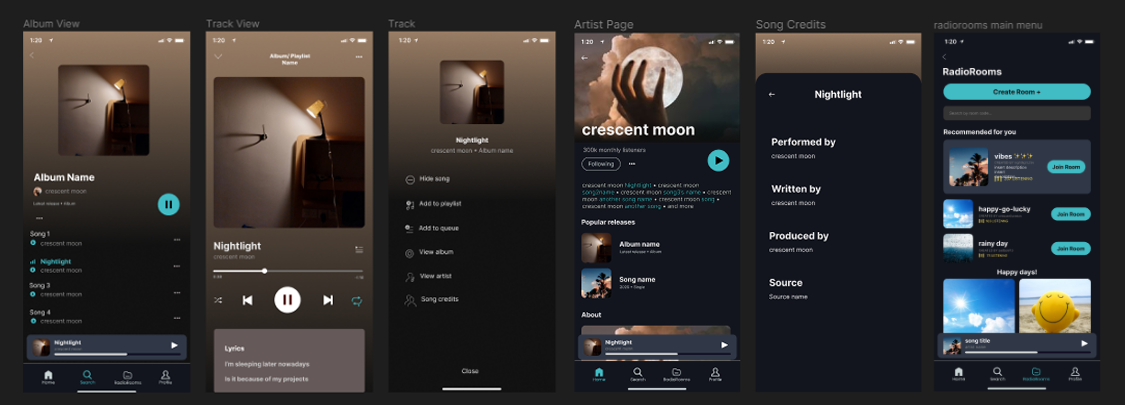 Album View
1:20
Album Name
crescent moon
Latest release • Album
Song 1
crescent moon
Nightlight
crescent moon
Song 3
crescent moon
Song 4
crescent moon
Nightlight
Home
Search
RadioRooms
Profile
Track View
1:20
Album/ Playlist
Name
Nightlight
crescent moon
Lyrics
I'm sleeping later nowadays
Is it because of my projects
Track
1:20
Nightlight
crescent moon • Album name
Hide song
Add to playlist
Add to queue
View album
View artist
Song credits
Close
Artist Page
1:20
crescent moon
300k monthly listeners
Following
crescent moon Nightlight • crescent moon
song2name • crescent moon song3's name • crescent
moon another song name • crescent moon song •
crescent moon another song • and more
Popular releases
Album name
Latest release • Album
Song name
2020 • Single
About
Nightlight
crescent moon
Home
Search
RadioRooms
Profile
Song Credits
1:20
Nightlight
Performed by
crescent moon
Written by
crescent moon
Produced by
crescent moon
Source
Source name
radiorooms main menu
1:20
RadioRooms
Create Room +
Recommended for you
vibes ✨✨✨
Join Room
happy-go-lucky
Join Room
rainy day
Join Room
Happy days!
song title
Home
Search
RadioRooms
Profile